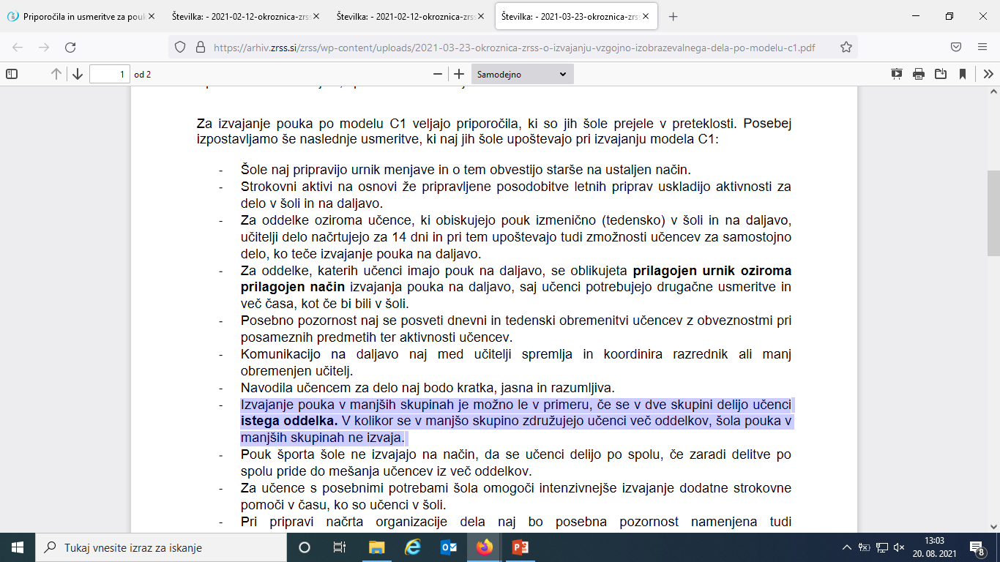 Priporočila in usmeritve za pouk
Številka: - 2021-02-12-okroznica-zrss
Številka: - 2021-02-12-okroznica-zrss
Številka: - 2021-03-23-okroznica-zrss
https://arhiv.zrss.si/zrss/wp-content/uploads/2021-03-23-okroznica-zrss-o-izvajanju-vzgojno-izobrazevalnega-dela-po-modelu-c1.pdf
1 od 2
Samodejno
Za izvajanje pouka po modelu C1 veljajo priporočila, ki so jih šole prejele v preteklosti. Posebej
izpostavljamo še naslednje usmeritve, ki naj jih šole upoštevajo pri izvajanju modela C1:
- Šole naj pripravijo urnik menjave in o tem obvestijo starše na ustaljen način.
- Strokovni aktivi na osnovi že pripravljene posodobitve letnih priprav uskladijo aktivnosti za
delo v šoli in na daljavo.
- Za oddelke oziroma učence, ki obiskujejo pouk izmenično (tedensko) v šoli in na daljavo,
učitelji delo načrtujejo za 14 dni in pri tem upoštevajo tudi zmožnosti učencev za samostojno
delo, ko teče izvajanje pouka na daljavo.
- Za oddelke, katerih učenci imajo pouk na daljavo, se oblikujeta prilagojen urnik oziroma
prilagojen način izvajanja pouka na daljavo, saj učenci potrebujejo drugačne usmeritve in
več časa, kot če bi bili v šoli.
- Posebno pozornost naj se posveti dnevni in tedenski obremenitvi učencev z obveznostmi pri
posameznih predmetih ter aktivnosti učencev.
- Komunikacijo na daljavo naj med učitelji spremlja in koordinira razrednik ali manj
obremenjen učitelj.
- Navodila učencem za delo naj bodo kratka, jasna in razumljiva.
- Izvajanje pouka v manjših skupinah je možno le v primeru, če se v dve skupini delijo učenci
istega oddelka. V kolikor se v manjšo skupino združujejo učenci več oddelkov, šola pouka v
manjših skupinah ne izvaja.
- Pouk športa šole ne izvajajo na način, da se učenci delijo po spolu, če zaradi delitve po
spolu pride do mešanja učencev iz več oddelkov.
- Za učence s posebnimi potrebami šola omogoči intenzivnejše izvajanje dodatne strokovne
pomoči v času, ko so učenci v šoli.
- Pri pripravi načrta organizacije dela naj bo posebna pozornost namenjena tudi
Tukaj vnesite izraz za iskanje
13:03
20. 08. 2021
8